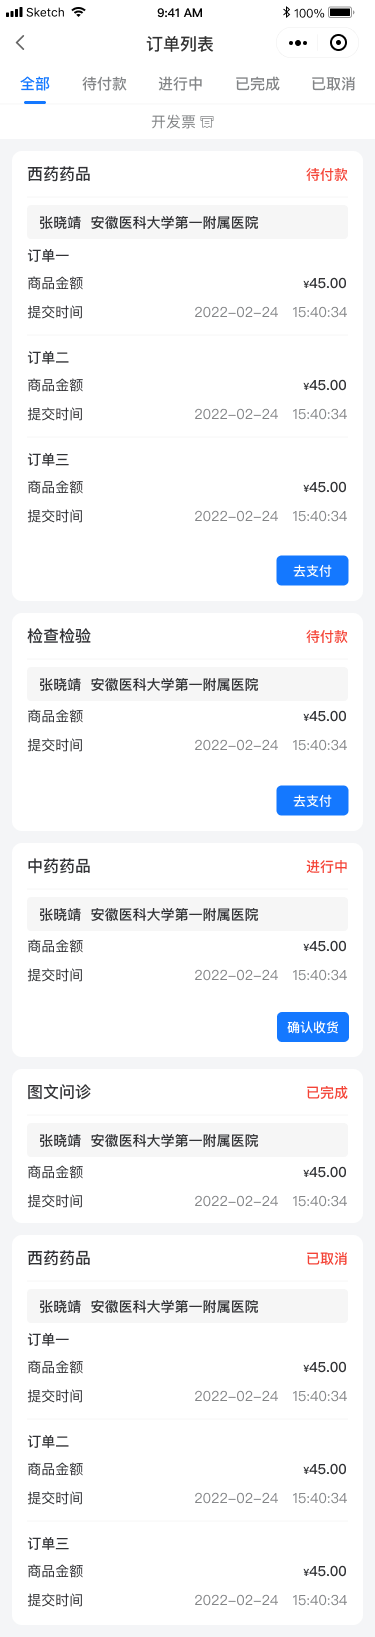 Sketch 9:41 AM 100%
订单列表
全部 待付款 进行中 已完成 已取消
开发票
西药药品 待付款
张晓靖 安徽医科大学第一附属医院
订单一
商品金额 ¥45.00
提交时间 2022-02-24 15:40:34
订单二
商品金额 ¥45.00
提交时间 2022-02-24 15:40:34
订单三
商品金额 ¥45.00
提交时间 2022-02-24 15:40:34
去支付
检查检验 待付款
张晓靖 安徽医科大学第一附属医院
商品金额 ¥45.00
提交时间 2022-02-24 15:40:34
去支付
中药药品 进行中
张晓靖 安徽医科大学第一附属医院
商品金额 ¥45.00
提交时间 2022-02-24 15:40:34
确认收货
图文问诊 已完成
张晓靖 安徽医科大学第一附属医院
商品金额 ¥45.00
提交时间 2022-02-24 15:40:34
西药药品 已取消
张晓靖 安徽医科大学第一附属医院
订单一
商品金额 ¥45.00
提交时间 2022-02-24 15:40:34
订单二
商品金额 ¥45.00
提交时间 2022-02-24 15:40:34
订单三
商品金额 ¥45.00
提交时间 2022-02-24 15:40:34